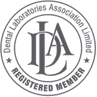 Dental Laboratories Association Limited
DLA
★ REGISTERED MEMBER ★